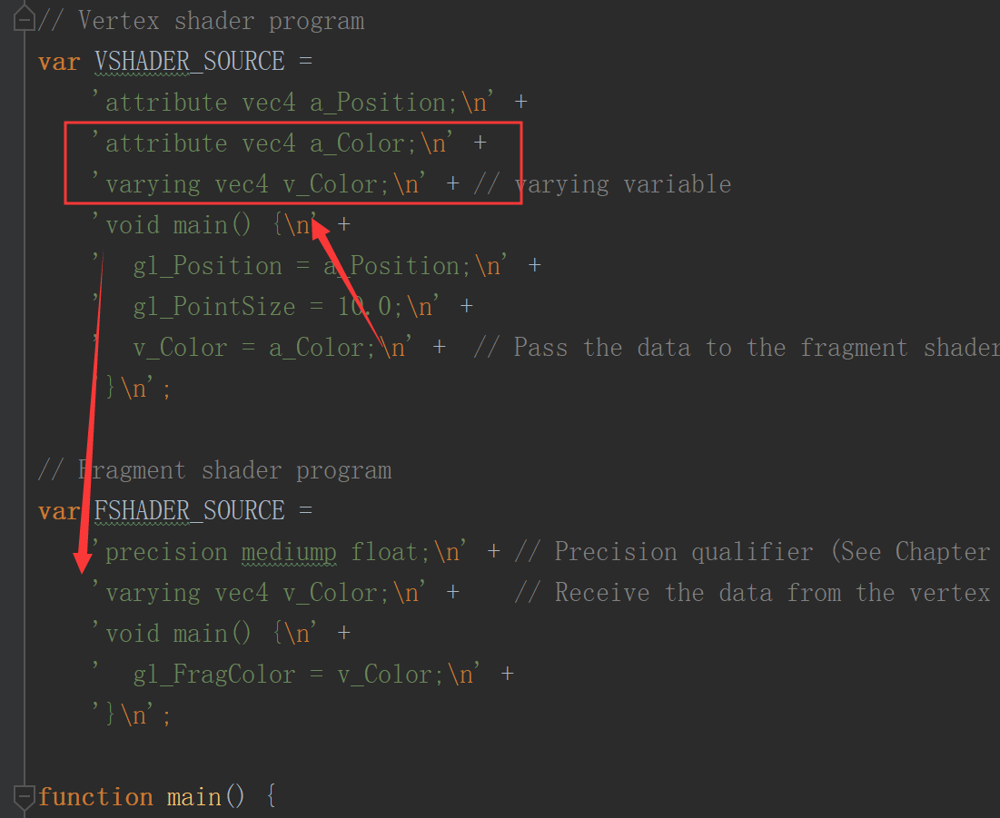 // Vertex shader program
var VSHADER_SOURCE =
'attribute vec4 a_Position;\n' +
'attribute vec4 a_Color;\n' +
'varying vec4 v_Color;\n' + // varying variable
'void main() {\n' +
'  gl_Position = a_Position;\n' +
'  gl_PointSize = 10.0;\n' +
'  v_Color = a_Color;\n' +  // Pass the data to the fragment shader
'}\n';
// Fragment shader program
var FSHADER_SOURCE =
'precision mediump float;\n' + // Precision qualifier (See Chapter
'varying vec4 v_Color;\n' +    // Receive the data from the vertex
'void main() {\n' +
'  gl_FragColor = v_Color;\n' +
'}\n';
function main() {